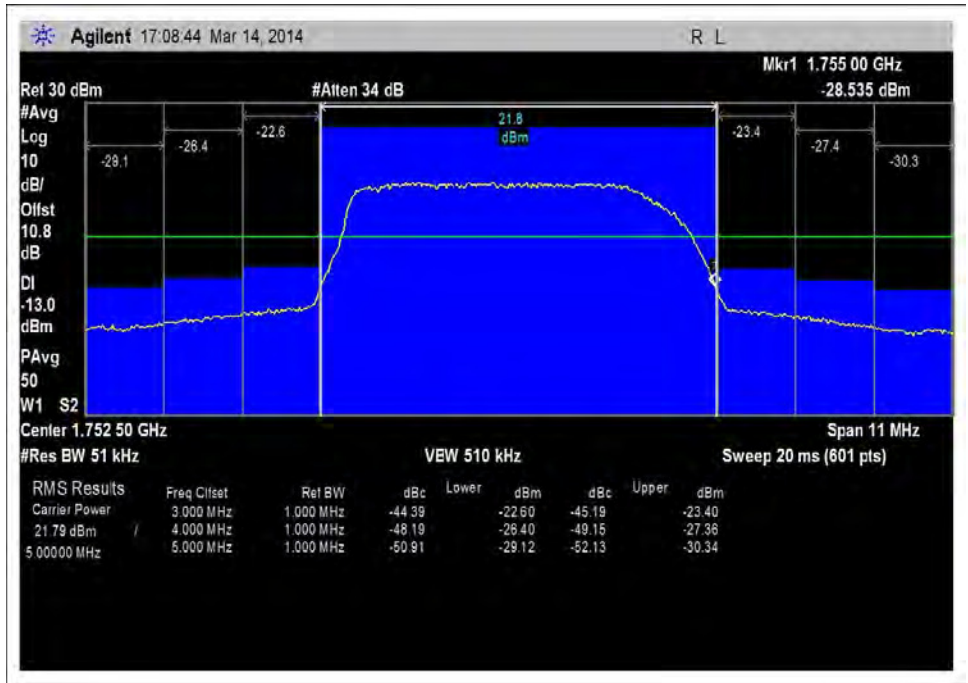 Agilent 17:08:44 Mar 14, 2014 R L
Mkr1 1.755 00 GHz
Ref 30 dBm #Atten 34 dB -28.535 dBm
#Avg
Log
10
dB/
Offst
10.8
dB
DI
-13.0
dBm
PAvg
50
W1 S2
21.8
dBm
-29.1 -26.4 -22.6 -23.4 -27.4 -30.3
1
Center 1.752 50 GHz Span 11 MHz
#Res BW 51 kHz VBW 510 kHz Sweep 20 ms (601 pts)
RMS Results Freq Offset Ref BW dBc Lower dBm dBc Upper dBm
Carrier Power 3.000 MHz 1.000 MHz -44.39 -22.60 -45.19 -23.40
21.79 dBm / 4.000 MHz 1.000 MHz -48.19 -26.40 -49.15 -27.36
5.00000 MHz 5.000 MHz 1.000 MHz -50.91 -29.12 -52.13 -30.34